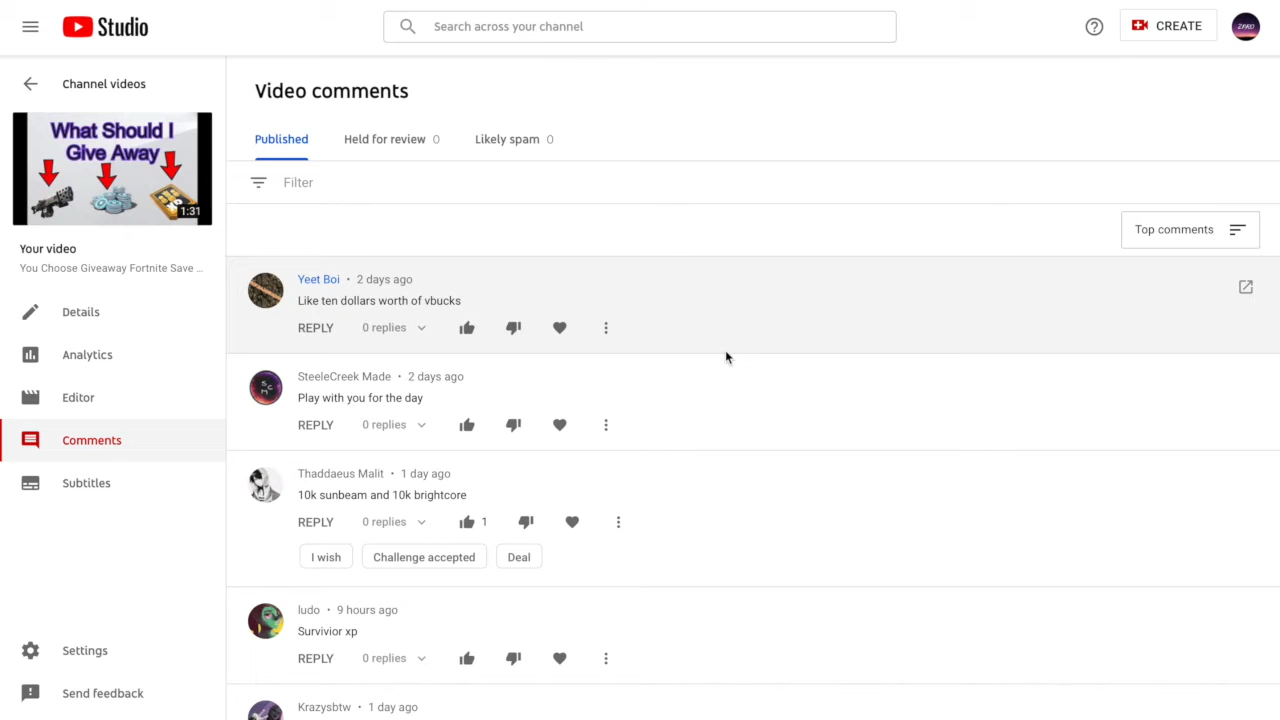 Studio
Search across your channel
CREATE
Channel videos
What Should I
Give Away
1:31
Your video
You Choose Giveaway Fortnite Save ...
Details
Analytics
Editor
Comments
Subtitles
Settings
Send feedback
Video comments
Published
Held for review 0
Likely spam 0
Filter
Top comments
Yeet Boi • 2 days ago
Like ten dollars worth of vbucks
REPLY 0 replies
SteeleCreek Made • 2 days ago
Play with you for the day
REPLY 0 replies
Thaddaeus Malit • 1 day ago
10k sunbeam and 10k brightcore
REPLY 0 replies 1
I wish Challenge accepted Deal
ludo • 9 hours ago
Survivior xp
REPLY 0 replies
Krazysbtw • 1 day ago